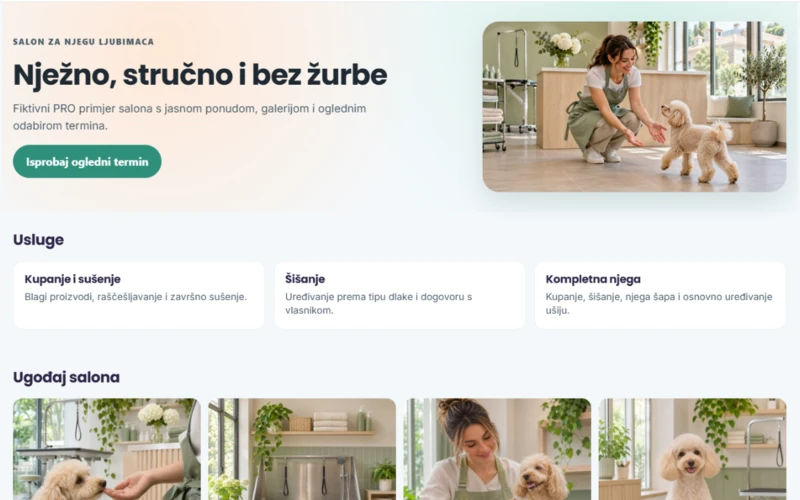 SALON ZA NJEGU LJUBIMACA
Nježno, stručno i bez žurbe
Fiktivni PRO primjer salona s jasnom ponudom, galerijom i oglednim
odabirom termina.
Isprobaj ogledni termin
Usluge
Kupanje i sušenje
Blagi proizvodi, raščešljavanje i završno sušenje.
Šišanje
Uređivanje prema tipu dlake i dogovoru s
vlasnikom.
Kompletna njega
Kupanje, šišanje, njega šapa i osnovno uređivanje
ušiju.
Ugođaj salona